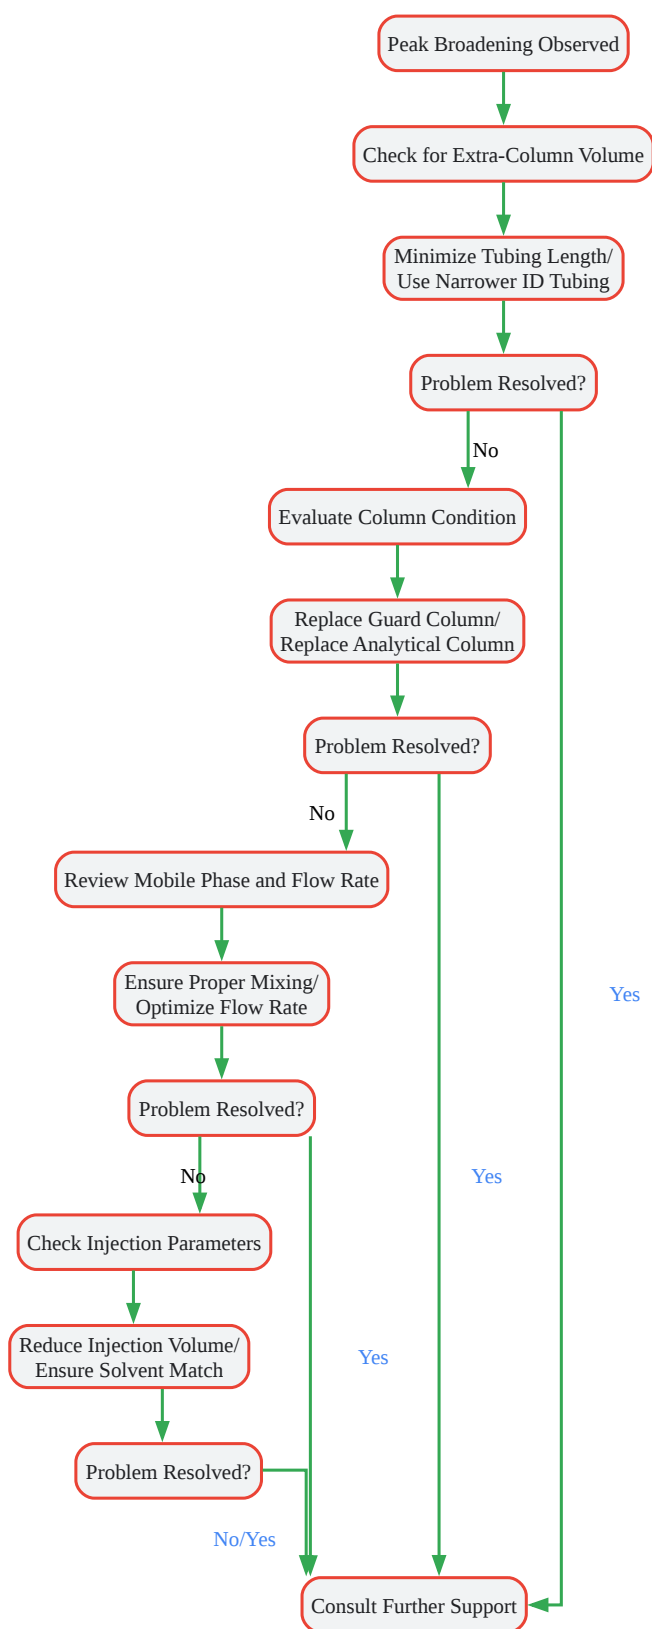 Peak Broadening Observed
Check for Extra-Column Volume
Minimize Tubing Length/
Use Narrower ID Tubing
Problem Resolved?
No
Evaluate Column Condition
Replace Guard Column/
Replace Analytical Column
Problem Resolved?
No
Review Mobile Phase and Flow Rate
Ensure Proper Mixing/
Optimize Flow Rate
Yes
Problem Resolved?
No
Yes
Check Injection Parameters
Reduce Injection Volume/
Ensure Solvent Match
Yes
Problem Resolved?
No/Yes
Consult Further Support